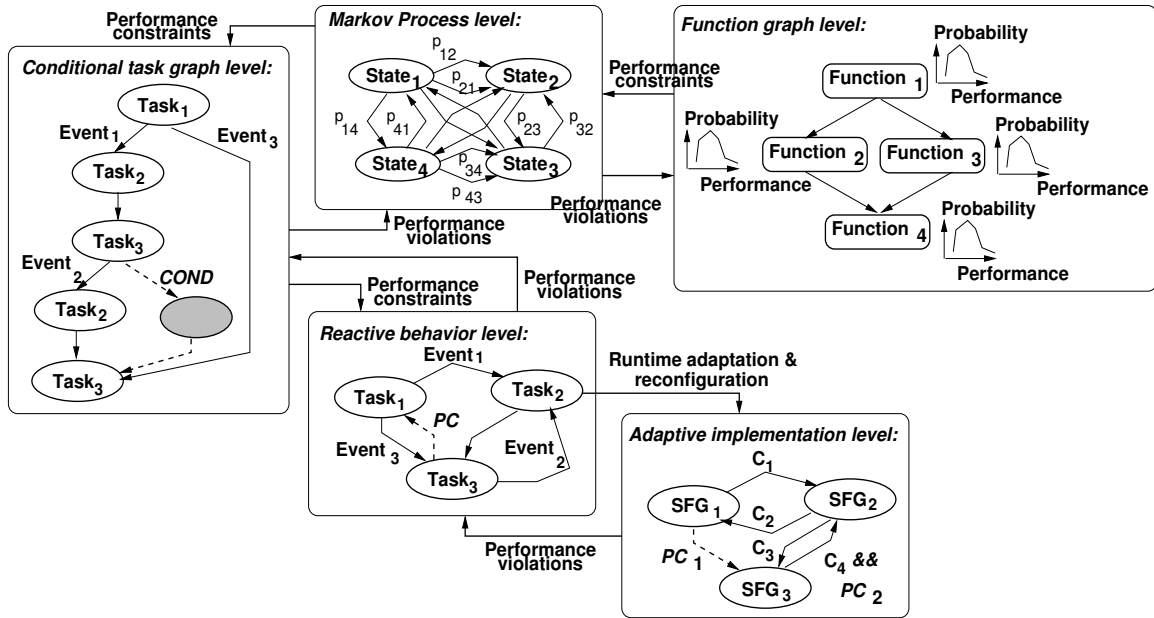 Performance
constraints
Conditional task graph level:
Task1
Event1
Event3
Task2
Task3
Event2
COND
Task2
Task3
Markov Process level:
p12
State1
State2
p21
p14
p41
p23
p32
State4
State3
p34
p43
Performance
violations
Performance
constraints
Performance
violations
Function graph level:
Probability
Function 1
Performance
Probability
Function 2
Performance
Function 3
Probability
Performance
Function 4
Probability
Performance
Performance
constraints
Performance
violations
Reactive behavior level:
Event1
Task1
Task2
PC
Event3
Event2
Task3
Runtime adaptation &
reconfiguration
Performance
violations
Adaptive implementation level:
C1
SFG1
SFG2
C2
C3
PC1
C4 &&
PC2
SFG3